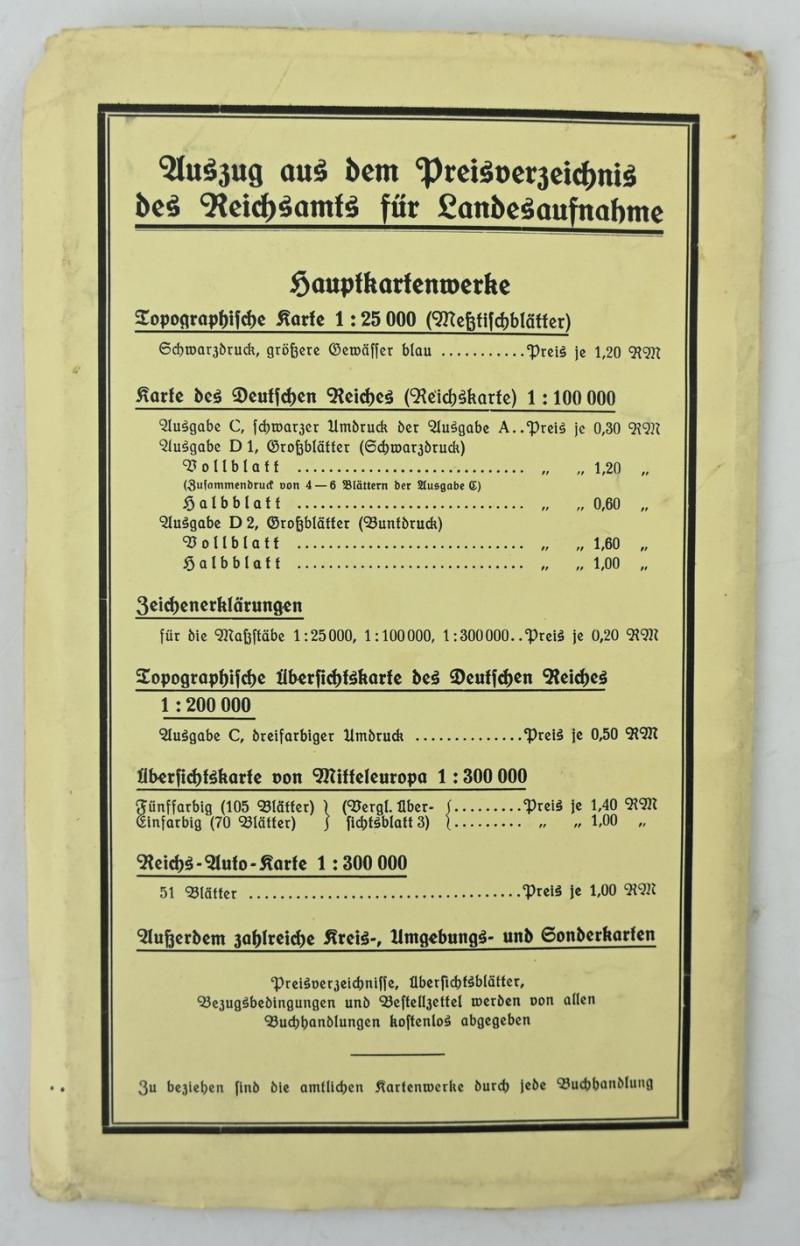 Auszug aus dem Preisverzeichnis
des Reichsamts für Landesaufnahme
Hauptkartenwerke
Topographische Karte 1 : 25 000 (Meßtischblätter)
Schwarzdruck, größere Gewässer blau ........... Preis je 1,20 RM
Karte des Deutschen Reiches (Reichskarte) 1 : 100 000
Ausgabe C, schwarzer Umdruck der Ausgabe A .. Preis je 0,30 RM
Ausgabe D 1, Großblätter (Schwarzdruck)
Vollblatt .............................. „ „ 1,20 „
(Zusammendruck von 4 — 6 Blättern der Ausgabe C)
Halbblatt .............................. „ „ 0,60 „
Ausgabe D 2, Großblätter (Buntdruck)
Vollblatt .............................. „ „ 1,60 „
Halbblatt .............................. „ „ 1,00 „
Zeichenerklärungen
für die Maßstäbe 1:25000, 1:100000, 1:300000.. Preis je 0,20 RM
Topographische Übersichtskarte des Deutschen Reiches
1 : 200 000
Ausgabe C, dreifarbiger Umdruck .............. Preis je 0,50 RM
Übersichtskarte von Mitteleuropa 1 : 300 000
Fünffarbig (105 Blätter) } (Vergl. Über- {......... Preis je 1,40 RM
Einfarbig (70 Blätter) } sichtsblatt 3) {......... „ „ 1,00 „
Reichs-Auto-Karte 1 : 300 000
51 Blätter ................................... Preis je 1,00 RM
Außerdem zahlreiche Kreis-, Umgebungs- und Sonderkarten
Preisverzeichnisse, Übersichtsblätter,
Bezugsbedingungen und Bestellzettel werden von allen
Buchhandlungen kostenlos abgegeben
Zu beziehen sind die amtlichen Kartenwerke durch jede Buchhandlung